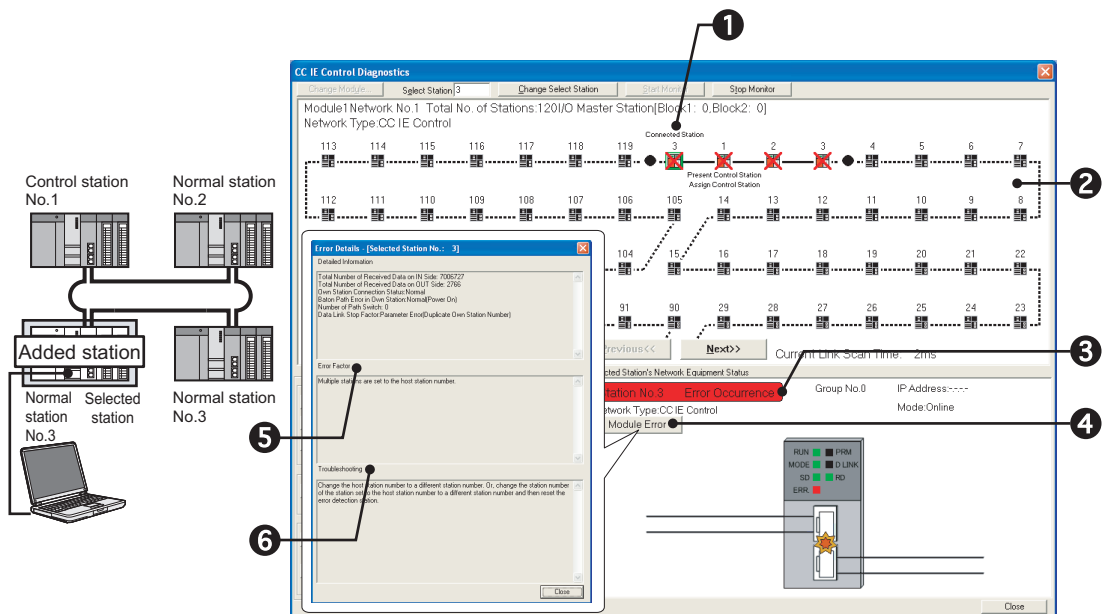 1
CC IE Control Diagnostics
Change Module...
Select Station 3
Change Select Station
Start Monitor
Stop Monitor
Module1 Network No.1 Total No. of Stations:120I/O Master Station[Block1: 0,Block2: 0]
Network Type:CC IE Control
Connected Station
113 114 115 116 117 118 119 3 1 2 3 4 5 6 7
Present Control Station
Assign Control Station
2
112 111 110 109 108 107 106 105 14 13 12 11 10 9 8
104 15 16 17 18 19 20 21 22
91 90 29 28 27 26 25 24 23
Previous<<
Next>>
Current Link Scan Time: 2ms
Control station
No.1
Normal station
No.2
Added station
Normal
station
No.3
Selected
station
Normal station
No.3
Error Details - [Selected Station No.: 3]
Detailed Information
Total Number of Received Data on IN Side: 7005727
Total Number of Received Data on OUT Side: 2766
Own Station Connection Status:Normal
Baton Path Error in Own Station:Normal(Power On)
Number of Path Switch: 0
Data Link Stop Factor:Parameter Error(Duplicate Own Station Number)
Error Factor
Multiple stations are set to the host station number.
5
Troubleshooting
Change the host station number to a different station number. Or, change the station number
of the station set to the host station number to a different station number and then reset the
error detection station.
6
Close
cted Station's Network Equipment Status
3
Station No.3 Error Occurrence
Group No.0
IP Address:-.-.-.-
etwork Type:CC IE Control
Mode:Online
Module Error
4
RUN PRM
MODE D LINK
SD RD
ERR.
Close